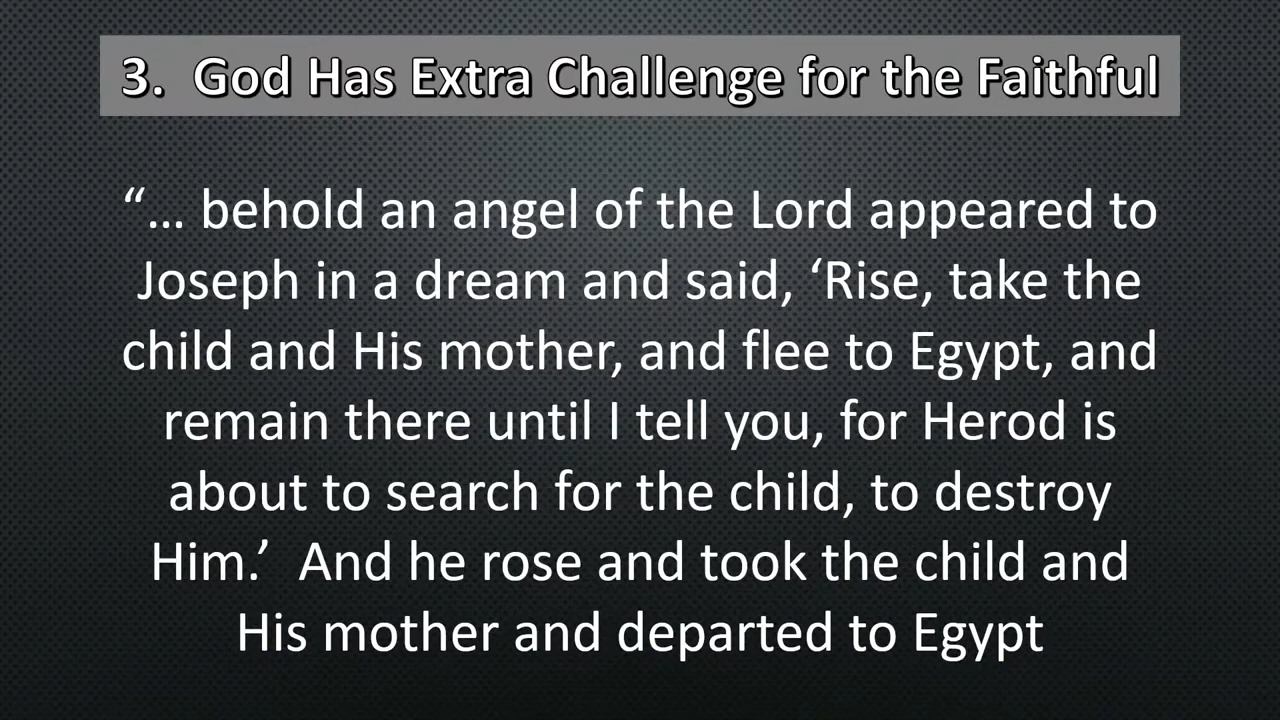 3.  God Has Extra Challenge for the Faithful
“… behold an angel of the Lord appeared to
Joseph in a dream and said, ‘Rise, take the
child and His mother, and flee to Egypt, and
remain there until I tell you, for Herod is
about to search for the child, to destroy
Him.’  And he rose and took the child and
His mother and departed to Egypt